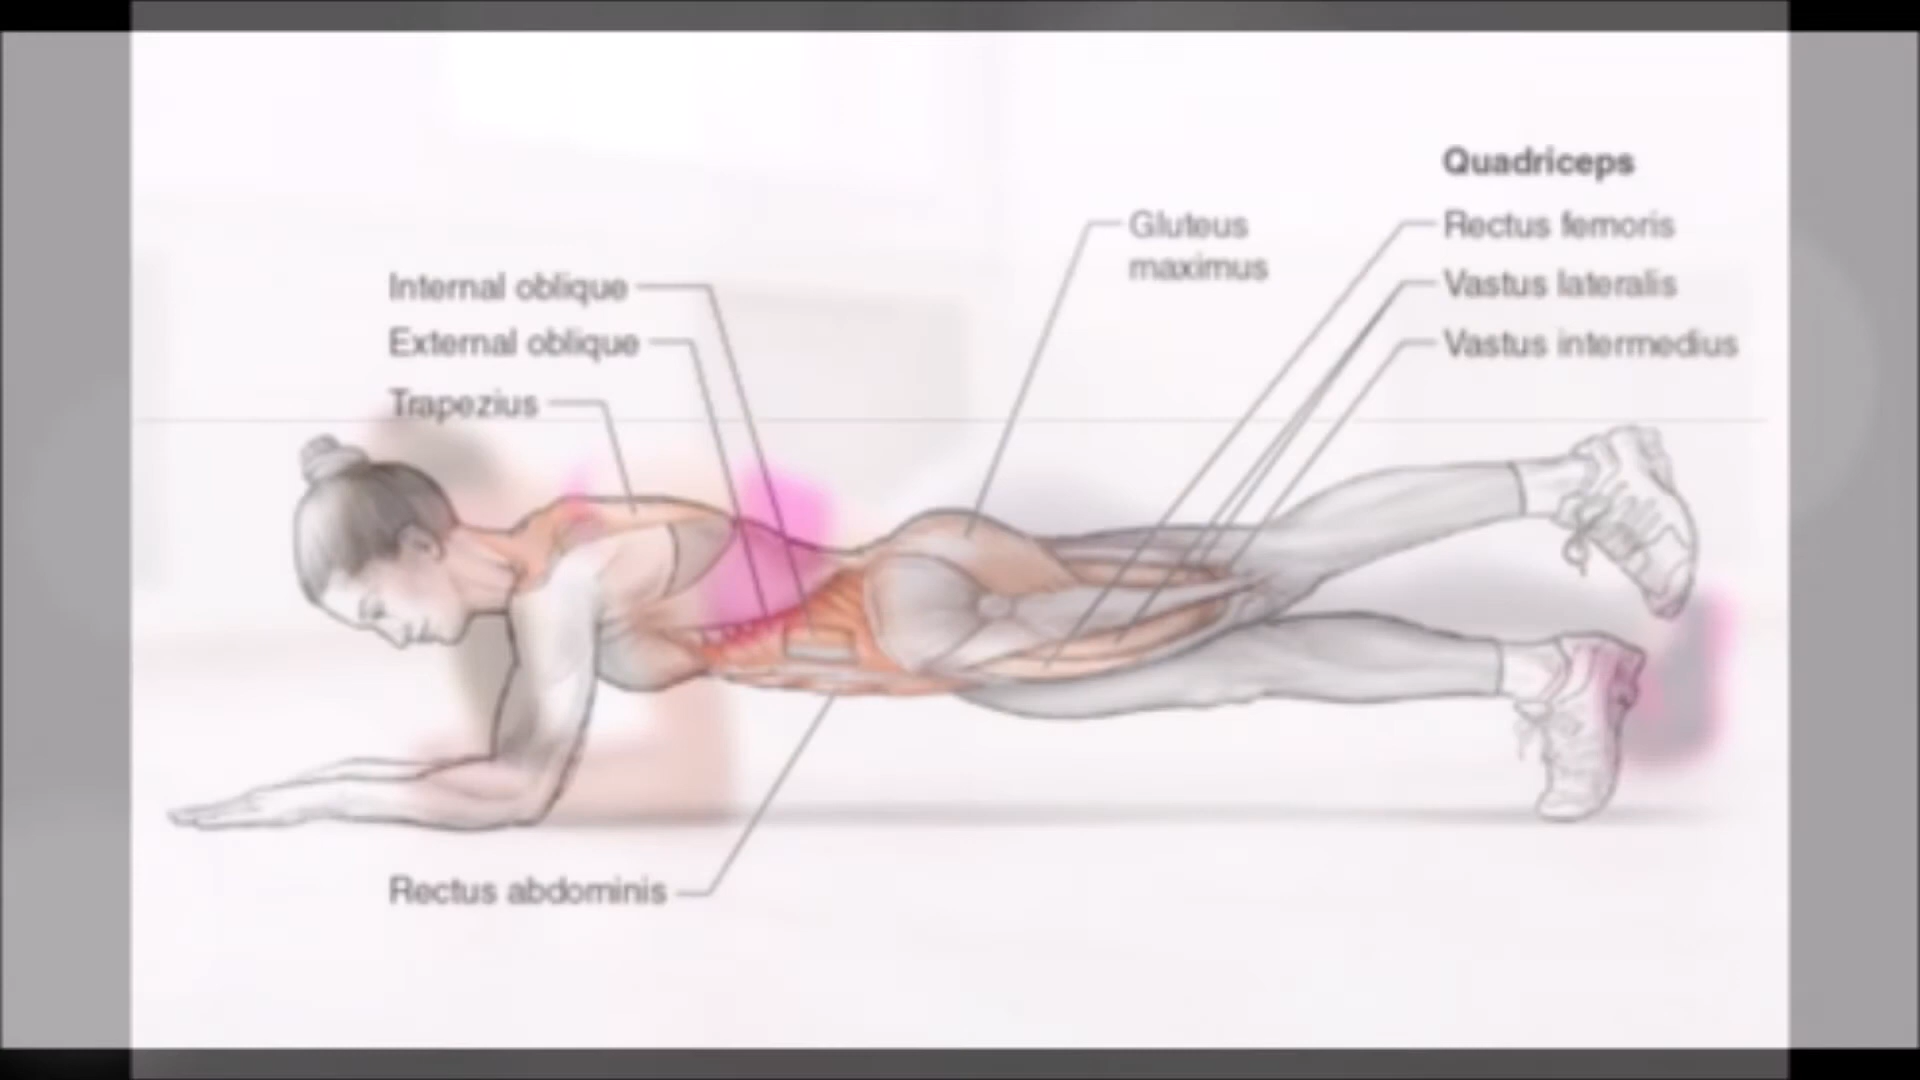 Quadriceps
Gluteus
maximus
Rectus femoris
Vastus lateralis
Vastus intermedius
Internal oblique
External oblique
Trapezius
Rectus abdominis